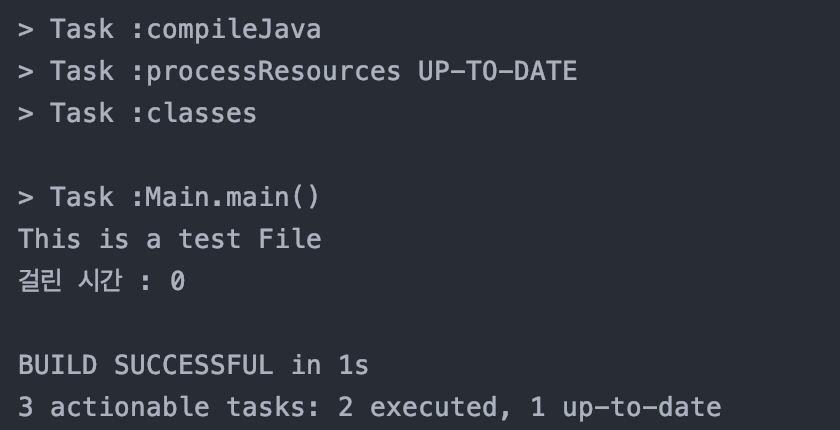 > Task :compileJava
> Task :processResources UP-TO-DATE
> Task :classes
> Task :Main.main()
This is a test File
걸린 시간 : 0
BUILD SUCCESSFUL in 1s
3 actionable tasks: 2 executed, 1 up-to-date